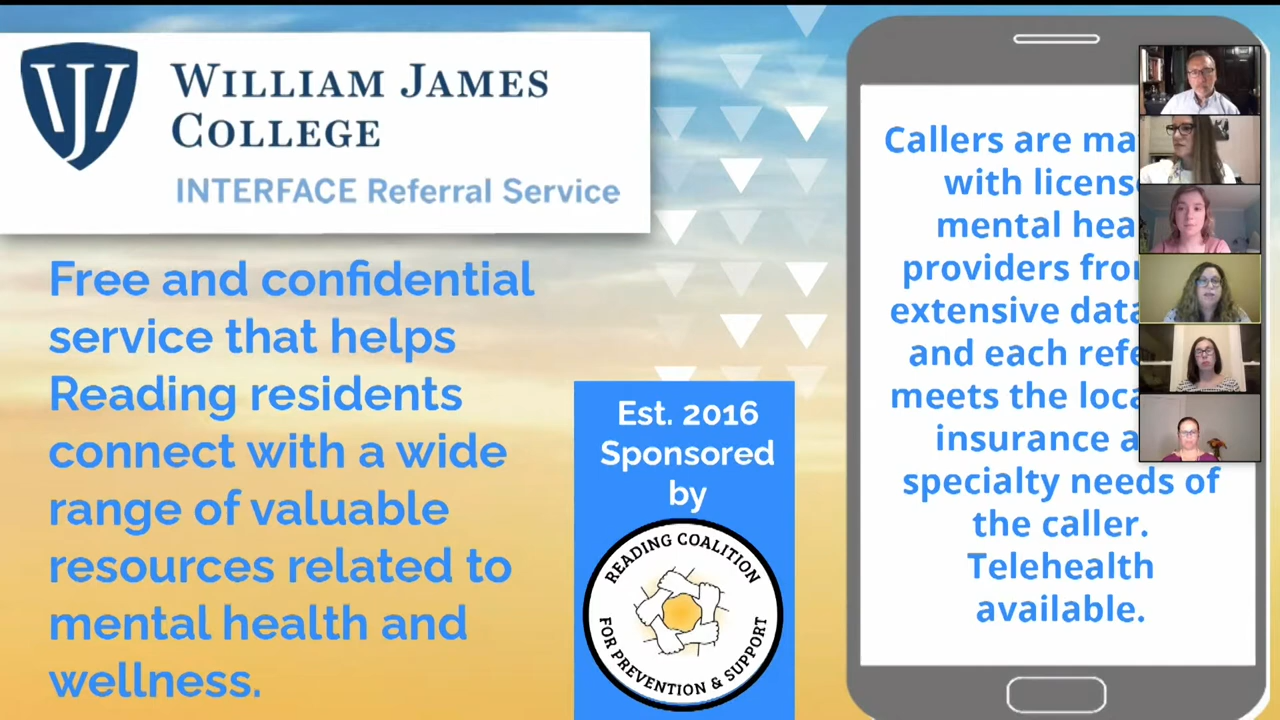 WILLIAM JAMES
COLLEGE
INTERFACE Referral Service
Free and confidential
service that helps
Reading residents
connect with a wide
range of valuable
resources related to
mental health and
wellness.
Est. 2016
Sponsored
by
READING COALITION
FOR PREVENTION & SUPPORT
Callers are
with
mental
providers
extensive
and each
meets the
insurance
specialty needs of
the caller.
Telehealth
available.